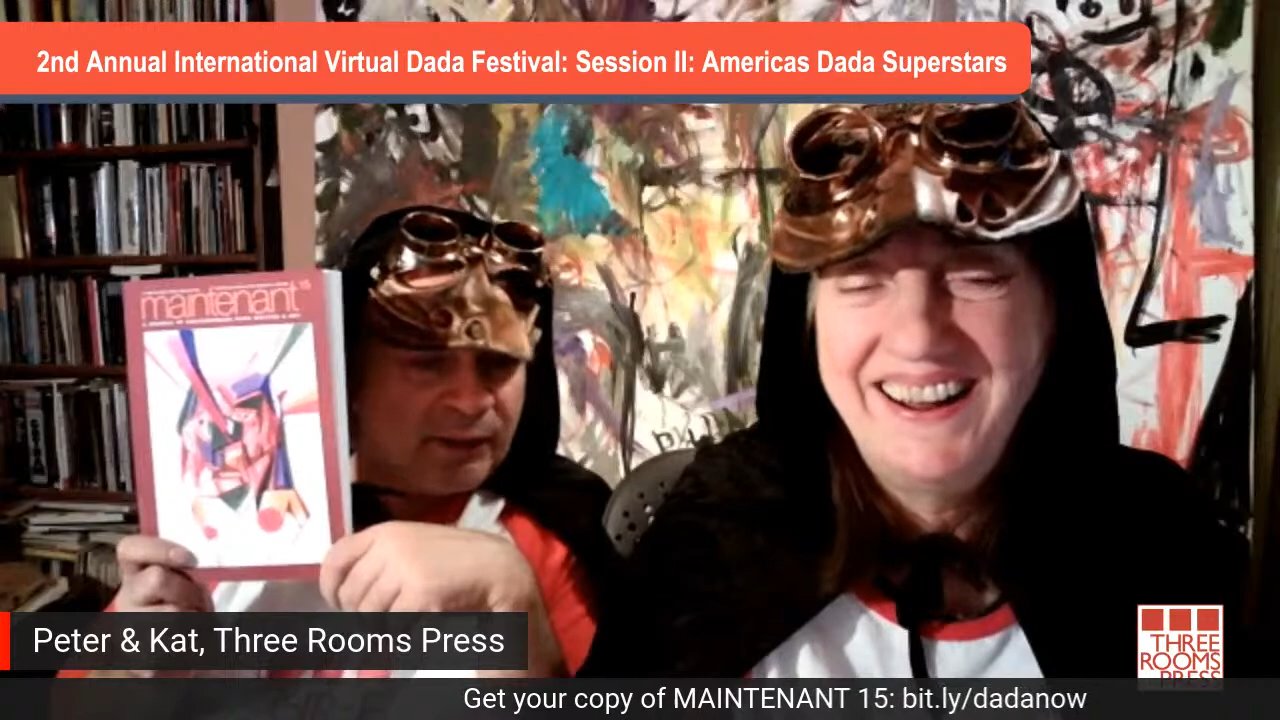 2nd Annual International Virtual Dada Festival: Session II: Americas Dada Superstars
maintenant 15
Peter & Kat, Three Rooms Press
THREE
ROOMS
PRESS
Get your copy of MAINTENANT 15: bit.ly/dadanow